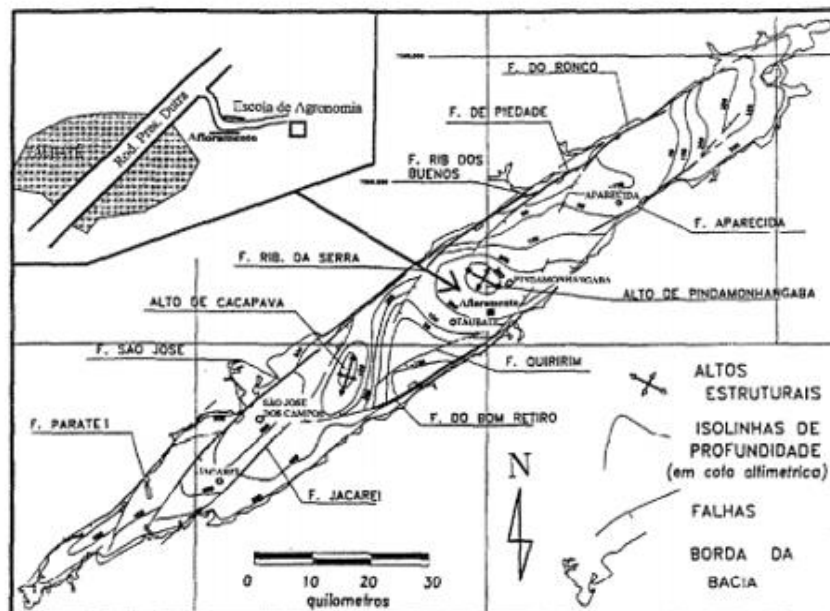 Escola de Agronomia
Rod. Pres. Dutra
Afloramento
TAUBATÉ
F. DO RONCO
F. DE PIEDADE
F. RIB DOS
BUENOS
APARECIDA
F. APARECIDA
F. RIB. DA SERRA
PINDAMONHANGABA
ALTO DE CACAPAVA
Afloramento
ALTO DE PINDAMONHANGABA
TAUBATE
F. SAO JOSE
F. QUIRIRIM
ALTOS
ESTRUTURAIS
SÃO JOSE
DOS CAMPOS
F. DO BOM RETIRO
F. PARATEI
ISOLINHAS DE
PROFUNDIDADE
(em cota altimetrica)
JACAREI
N
F. JACAREI
FALHAS
BORDA DA
BACIA
0 10 20 30
quilometros